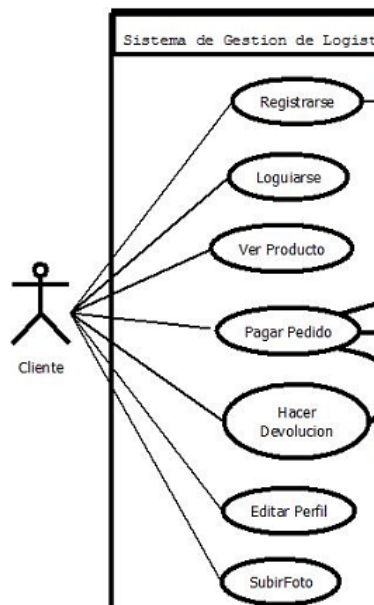 Sistema de Gestion de Logist
Registrarse
Loguiarse
Ver Producto
Pagar Pedido
Cliente
Hacer
Devolucion
Editar Perfil
SubirFoto